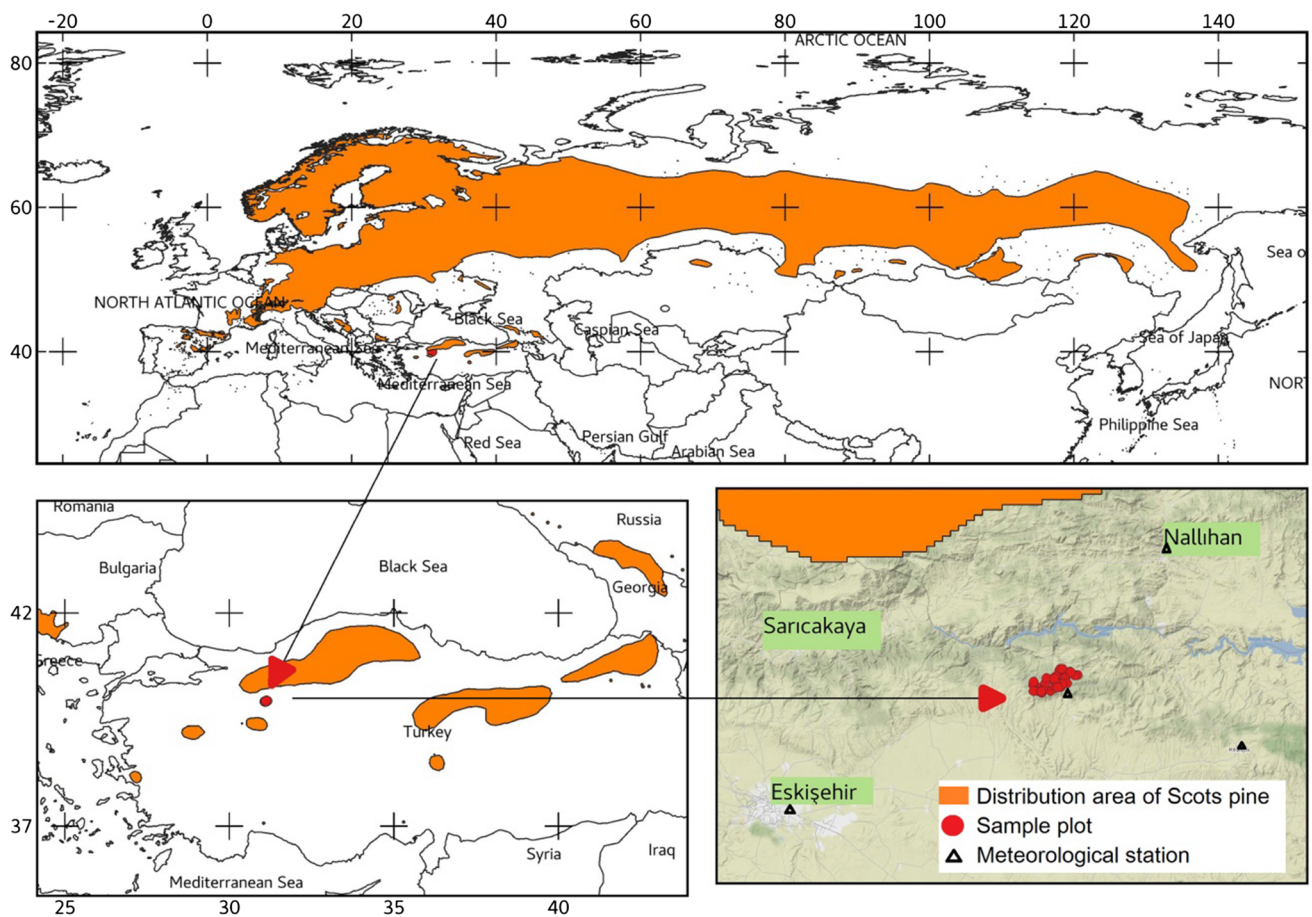 -20 0 20 40 60 80 100 120 140
ARCTIC OCEAN
80
60
Sea o
NORTH ATLANTIC OCEAN
Black Sea
Caspian Sea
Sea of Japan
40
Mediterranean Sea
Mediterranean Sea
NOR
Philippine Sea
Red Sea
Persian Gulf
Arabian Sea
Romania
Russia
Bulgaria
Black Sea
Georgia
42
Greece
Turkey
37
Syria
Iraq
Mediterranean Sea
25 30 35 40
Nallıhan
Sarıcakaya
Eskişehir
Distribution area of Scots pine
Sample plot
Meteorological station